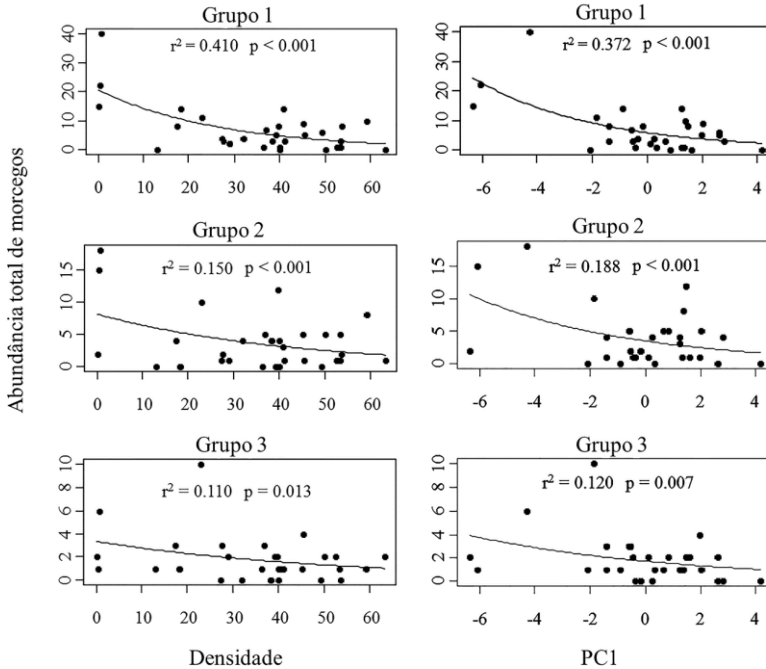 Grupo 1
r² = 0.410 p < 0.001
0 10 20 30 40
0 10 20 30 40 50 60
Grupo 1
r² = 0.372 p < 0.001
0 10 20 30 40
-6 -4 -2 0 2 4
Grupo 2
r² = 0.150 p < 0.001
0 5 10 15
0 10 20 30 40 50 60
Grupo 2
r² = 0.188 p < 0.001
0 5 10 15
-6 -4 -2 0 2 4
Grupo 3
r² = 0.110 p = 0.013
0 2 4 6 8 10
0 10 20 30 40 50 60
Grupo 3
r² = 0.120 p = 0.007
0 2 4 6 8 10
-6 -4 -2 0 2 4
Abundância total de morcegos
Densidade
PC1